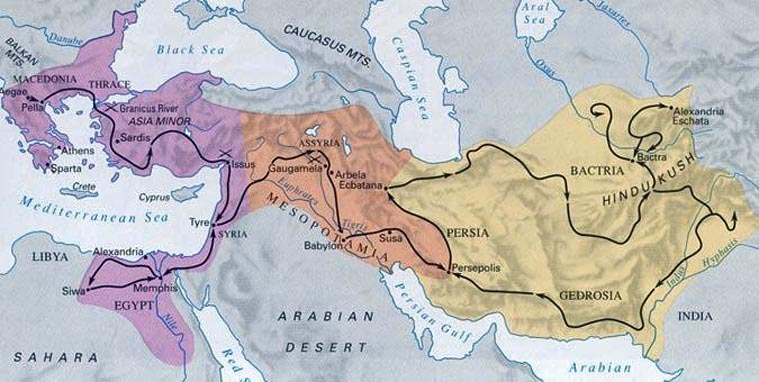 Aral
Sea
Jaxartes
BALKAN
MTS.
Danube
Black Sea
CAUCASUS MTS.
Caspian Sea
Oxus
MACEDONIA
THRACE
Aegae
Pella
Granicus River
ASIA MINOR
Sardis
Athens
Sparta
Crete
Cyprus
Issus
ASSYRIA
Gaugamela
Arbela
Ecbatana
Alexandria
Eschata
Bactra
BACTRIA
HINDU KUSH
Mediterranean Sea
Tyre
SYRIA
Euphrates
Tigris
MESOPOTAMIA
Babylon
Susa
PERSIA
Persepolis
LIBYA
Alexandria
Siwa
Memphis
EGYPT
Nile
Red S
ARABIAN
DESERT
Persian Gulf
GEDROSIA
Indus
Hyphasis
INDIA
SAHARA
Arabian